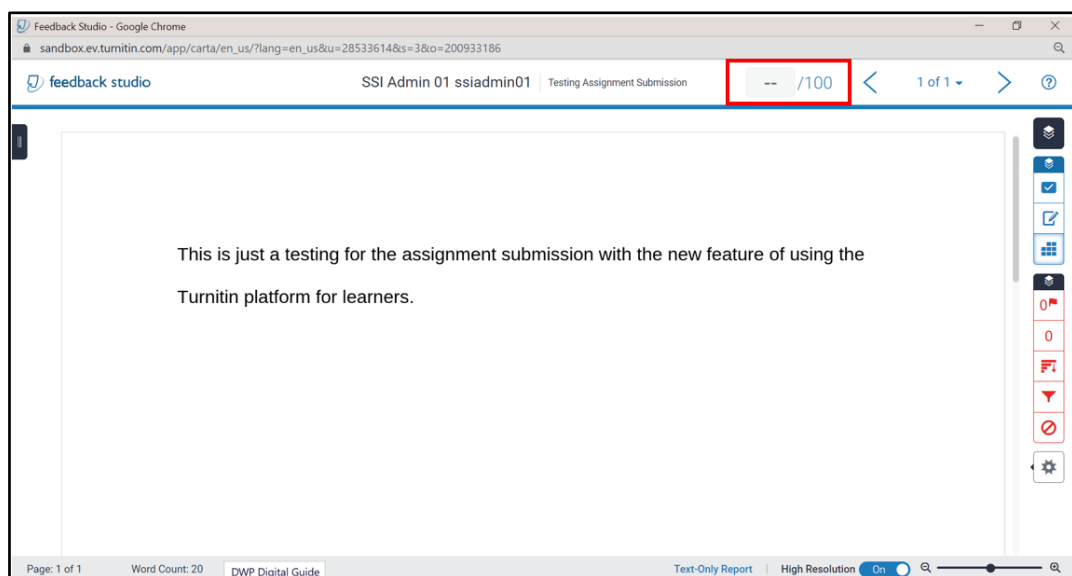 Feedback Studio - Google Chrome
sandbox.ev.turnitin.com/app/carta/en_us/?lang=en_us&u=28533614&s=3&o=200933186
feedback studio SSI Admin 01 ssiadmin01 Testing Assignment Submission -- /100 1 of 1
This is just a testing for the assignment submission with the new feature of using the
Turnitin platform for learners.
0
0
Page: 1 of 1 Word Count: 20 DWP Digital Guide Text-Only Report High Resolution On